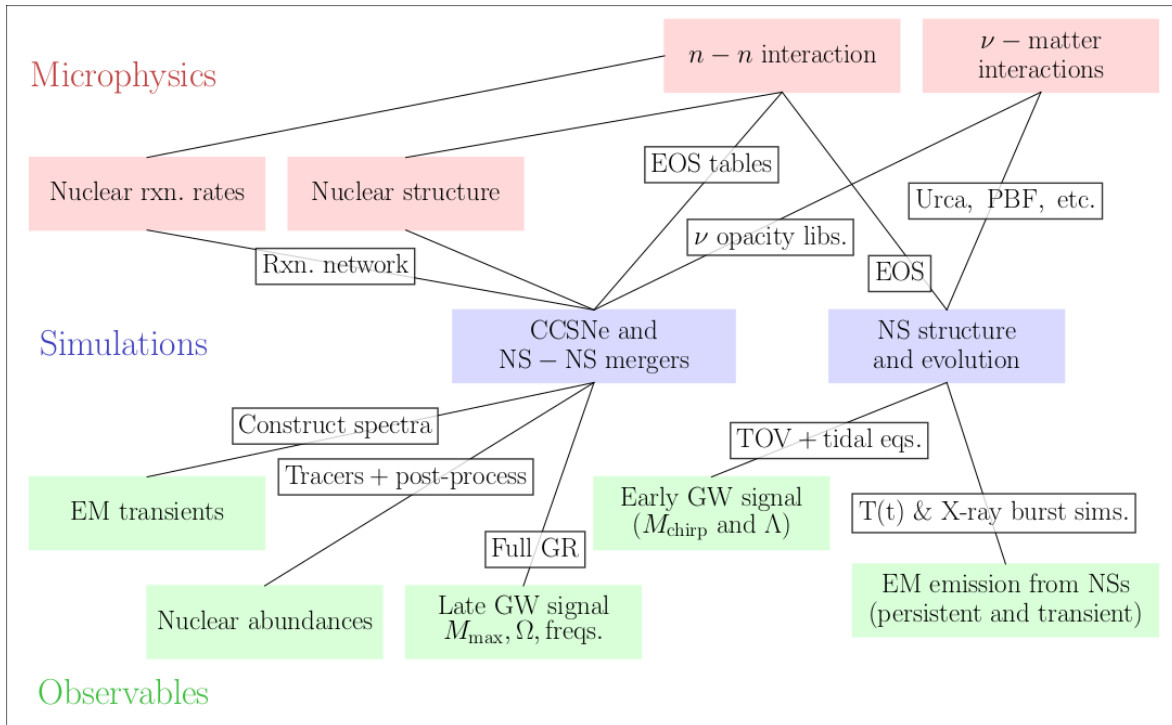 Microphysics
n − n interaction
ν − matter
interactions
Nuclear rxn. rates
Nuclear structure
EOS tables
Urca, PBF, etc.
ν opacity libs.
Rxn. network
EOS
Simulations
CCSNe and
NS − NS mergers
NS structure
and evolution
Construct spectra
TOV + tidal eqs.
Tracers + post-process
EM transients
Early GW signal
(M_chirp and Λ)
T(t) & X-ray burst sims.
Full GR
Nuclear abundances
Late GW signal
M_max, Ω, freqs.
EM emission from NSs
(persistent and transient)
Observables